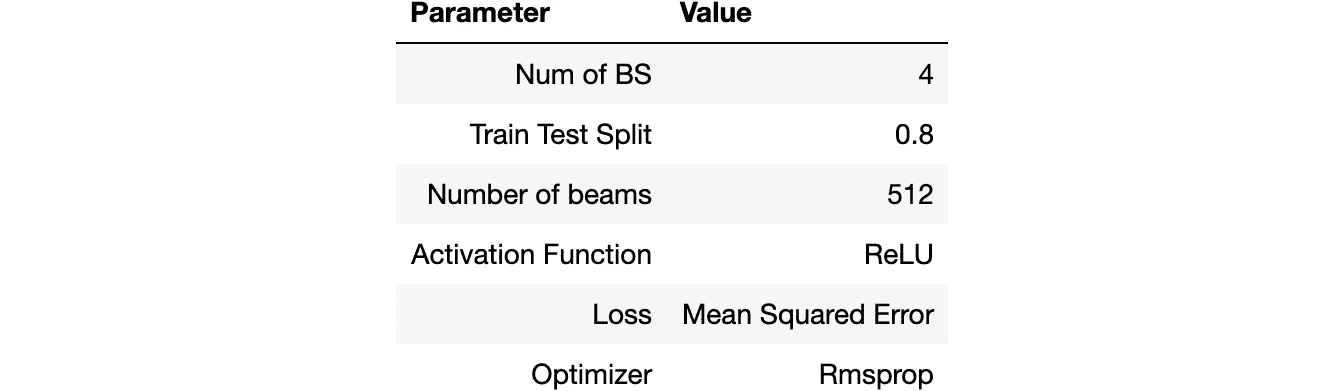 Parameter Value
Num of BS 4
Train Test Split 0.8
Number of beams 512
Activation Function ReLU
Loss Mean Squared Error
Optimizer Rmsprop